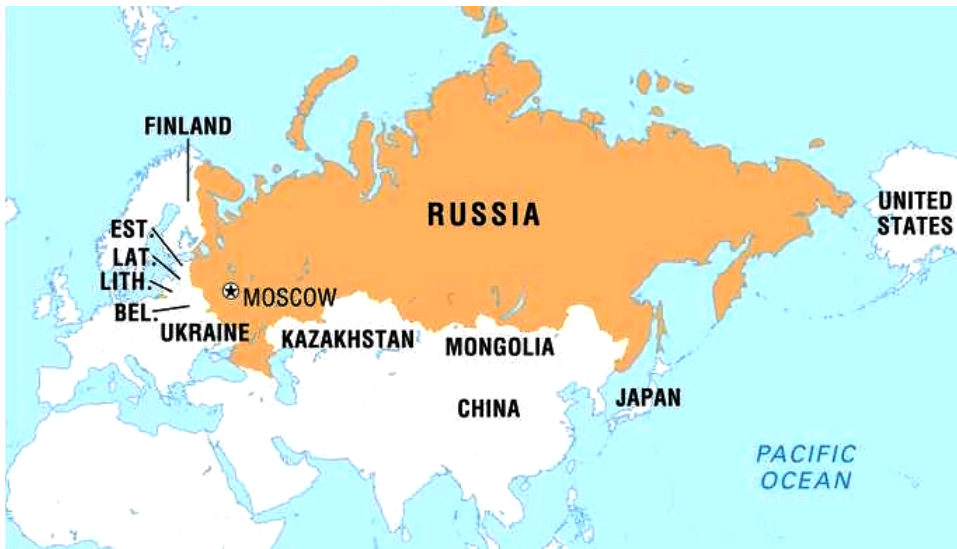 FINLAND
RUSSIA
UNITED
STATES
EST.
LAT.
LITH.
BEL.
MOSCOW
UKRAINE
KAZAKHSTAN
MONGOLIA
CHINA
JAPAN
PACIFIC
OCEAN